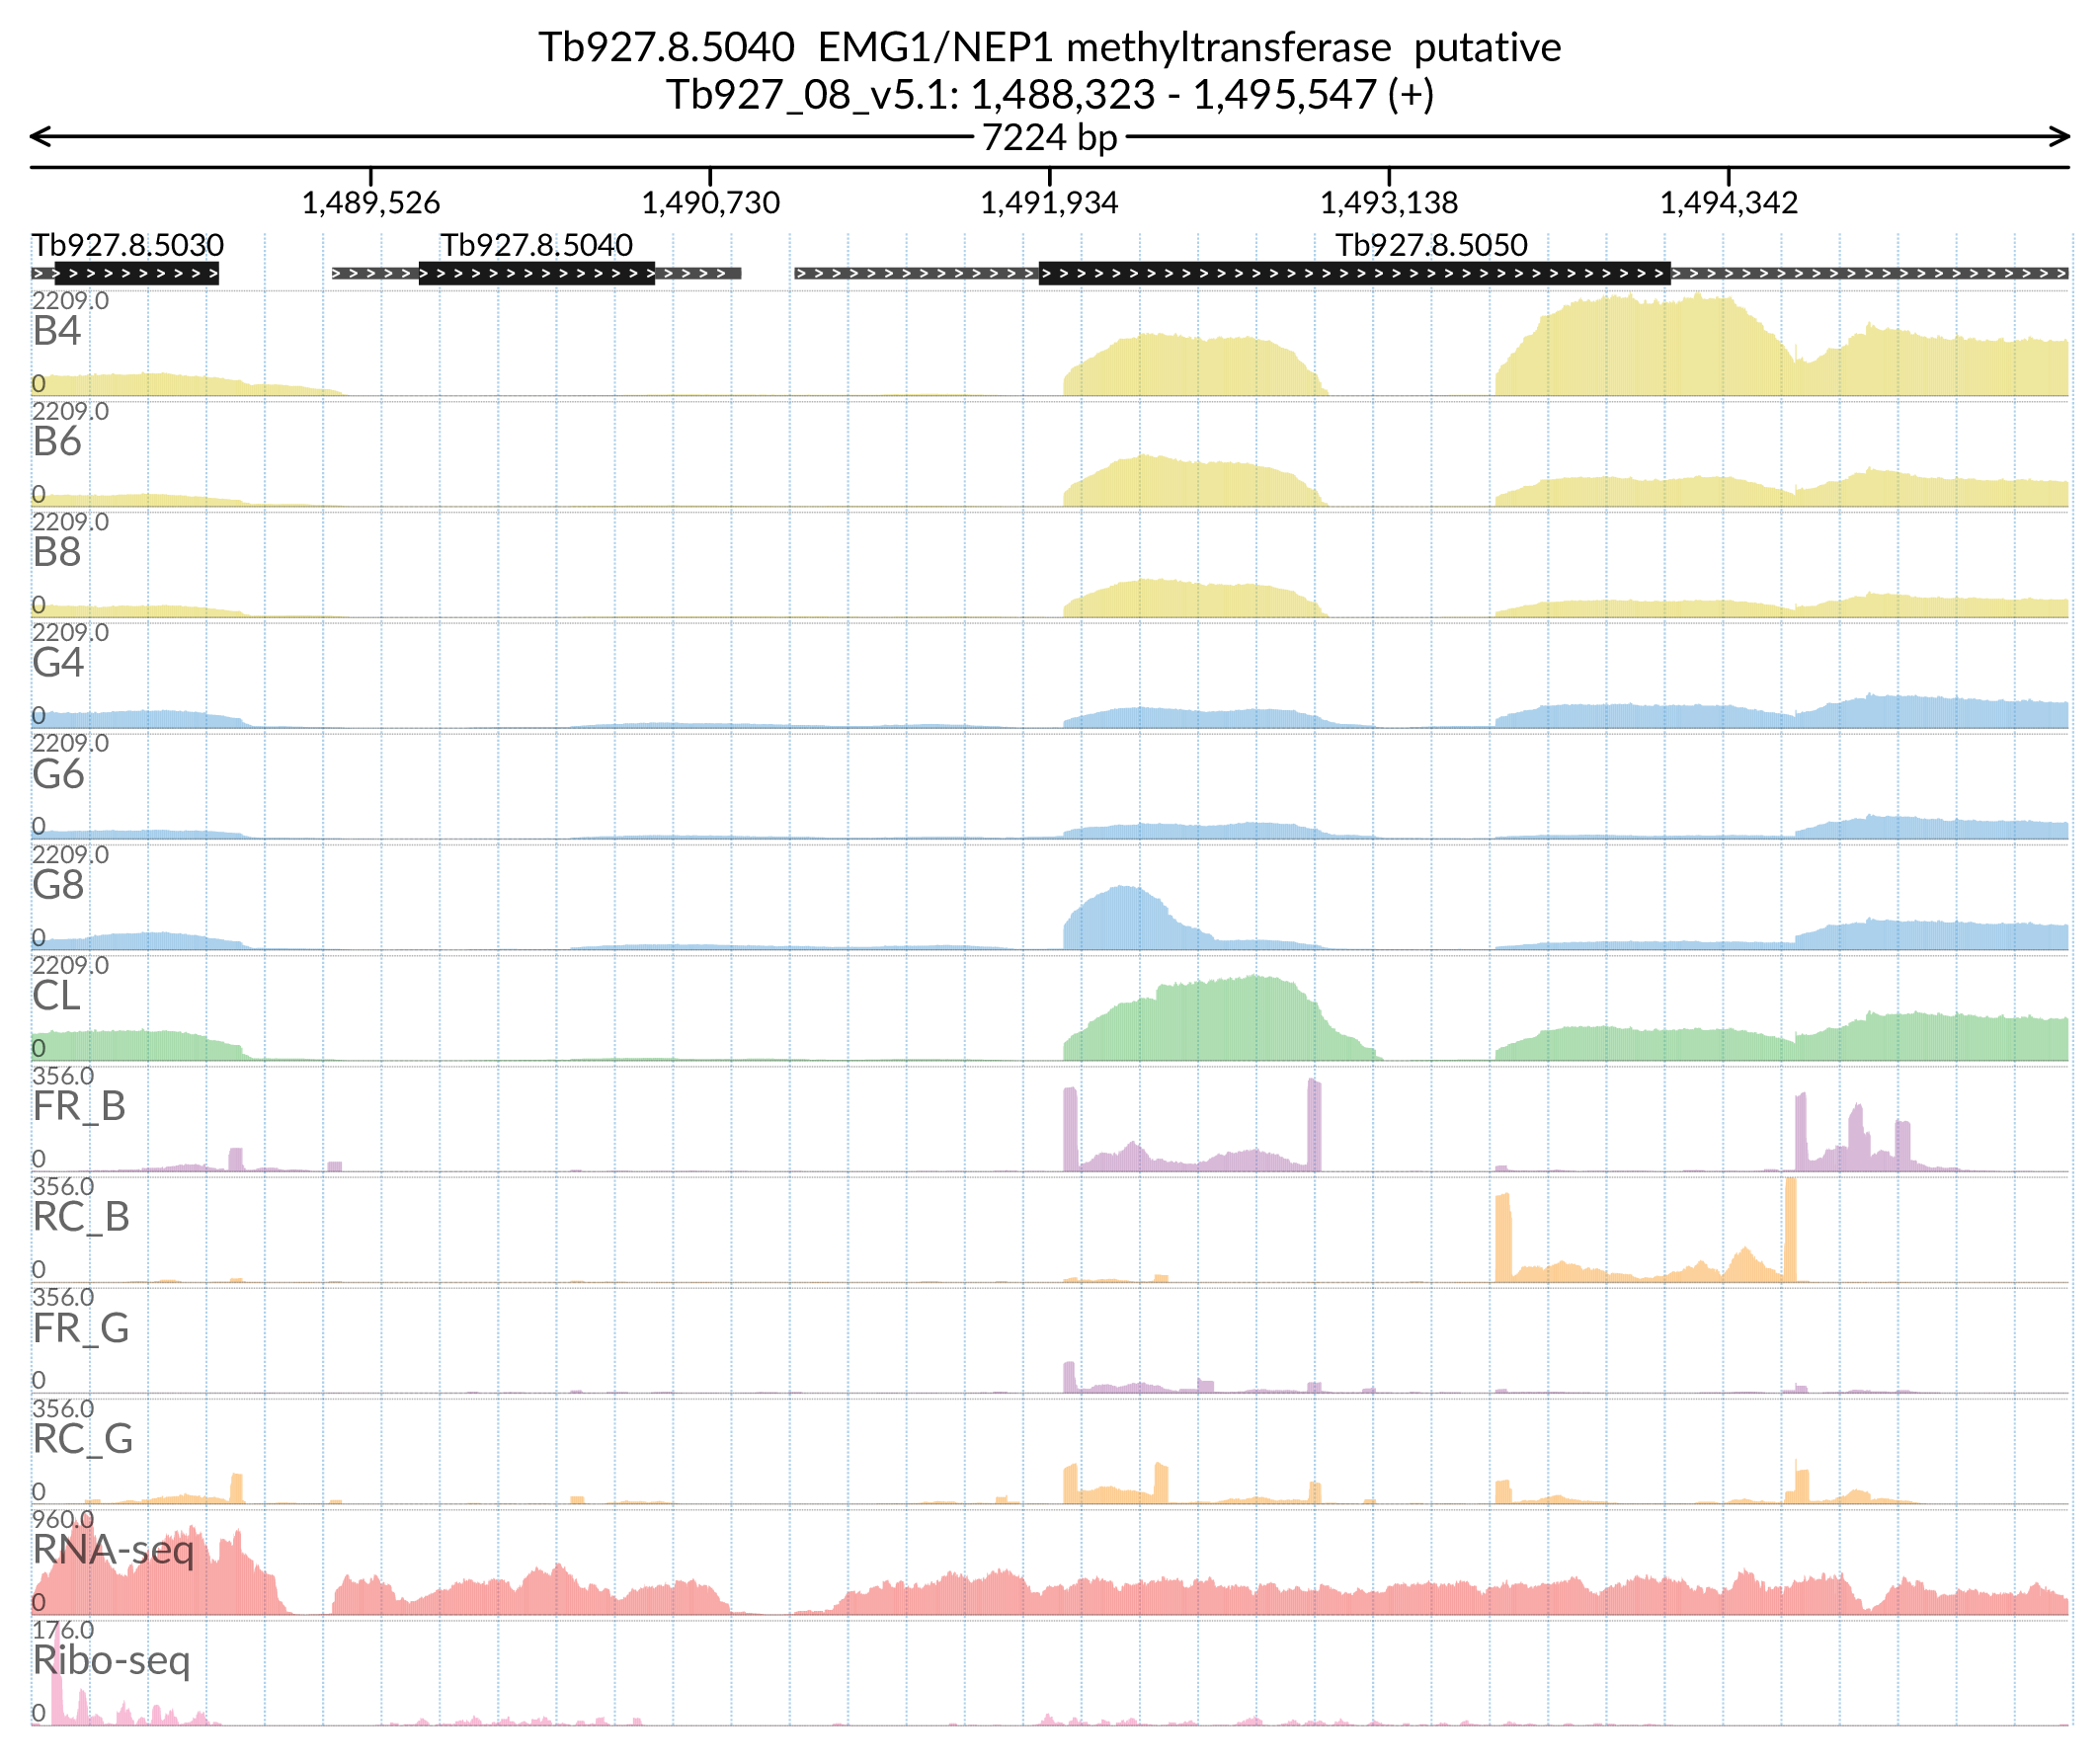 Tb927.8.5040  EMG1/NEP1 methyltransferase  putative
Tb927_08_v5.1: 1,488,323 - 1,495,547 (+)
7224 bp
1,489,526 1,490,730 1,491,934 1,493,138 1,494,342
Tb927.8.5030 Tb927.8.5040 Tb927.8.5050
2209.0
B4
0
2209.0
B6
0
2209.0
B8
0
2209.0
G4
0
2209.0
G6
0
2209.0
G8
0
2209.0
CL
0
356.0
FR_B
0
356.0
RC_B
0
356.0
FR_G
0
356.0
RC_G
0
960.0
RNA-seq
0
176.0
Ribo-seq
0